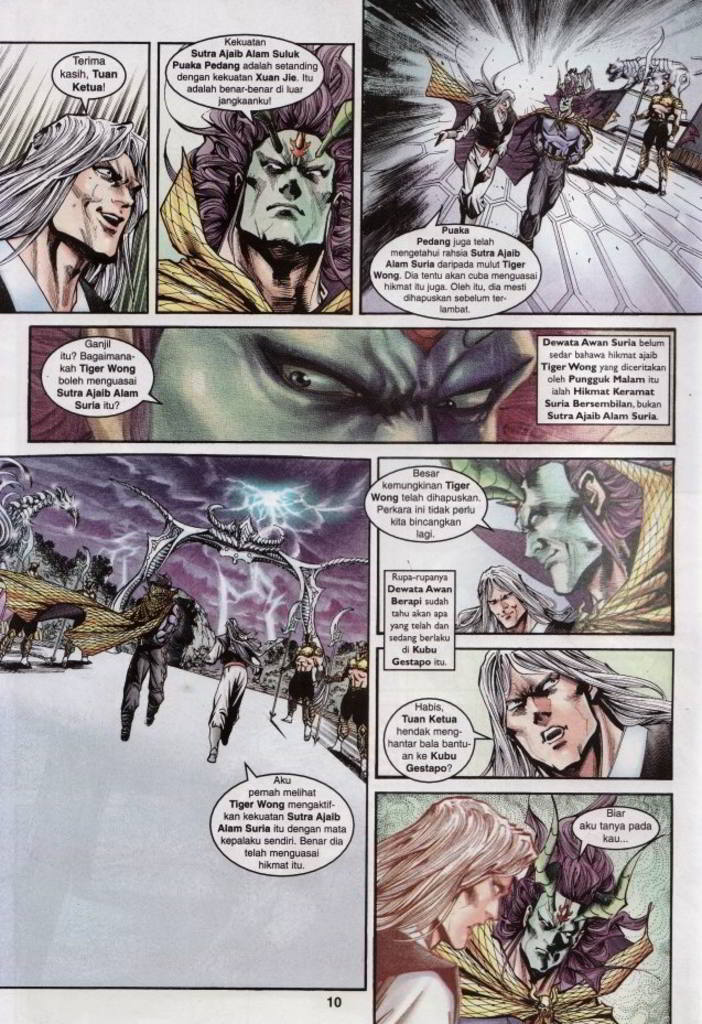 Terima
kasih, Tuan
Ketua!
Kekuatan
Sutra Ajaib Alam Suluk
Puaka Pedang adalah setanding
dengan kekuatan Xuan Jie. Itu
adalah benar-benar di luar
jangkaanku!
Puaka
Pedang juga telah
mengetahui rahsia Sutra Ajaib
Alam Suria daripada mulut Tiger
Wong. Dia tentu akan cuba menguasai
hikmat itu juga. Oleh itu, dia mesti
dihapuskan sebelum ter-
lambat.
Ganjil
itu? Bagaimana-
kah Tiger Wong
boleh menguasai
Sutra Ajaib Alam
Suria itu?
Dewata Awan Suria belum
sedar bahawa hikmat ajaib
Tiger Wong yang diceritakan
oleh Pungguk Malam itu
ialah Hikmat Keramat
Suria Bersembilan, bukan
Sutra Ajaib Alam Suria.
Aku
pernah melihat
Tiger Wong mengaktif-
kan kekuatan Sutra Ajaib
Alam Suria itu dengan mata
kepalaku sendiri. Benar dia
telah menguasai
hikmat itu.
Besar
kemungkinan Tiger
Wong telah dihapuskan.
Perkara ini tidak perlu
kita bincangkan
lagi.
Rupa-rupanya
Dewata Awan
Berapi sudah
tahu akan apa
yang telah dan
sedang berlaku
di Kubu
Gestapo itu.
Habis,
Tuan Ketua
hendak meng-
hantar bala bantu-
an ke Kubu
Gestapo?
Biar
aku tanya pada
kau...
10